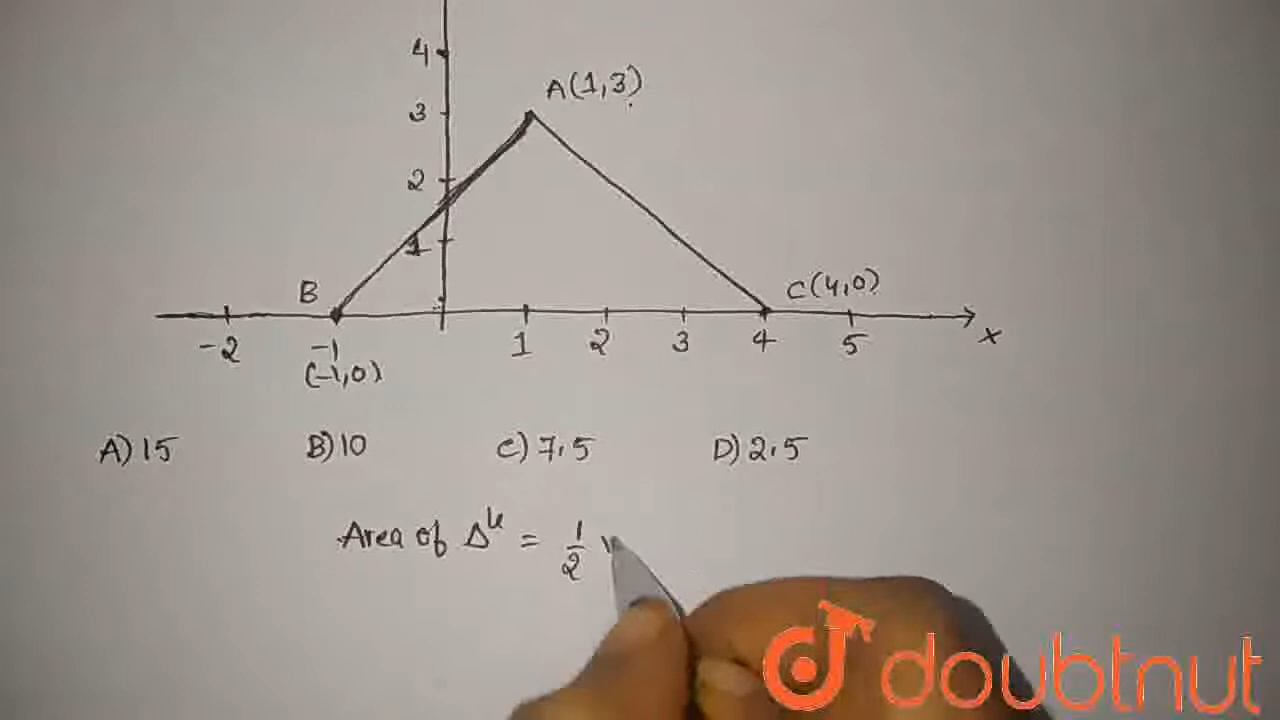 4
A(1,3)
3
2
1
B
C(4,0)
-2 -1 1 2 3 4 5 x
(-1,0)
A) 15 B) 10 C) 7.5 D) 2.5
Area of Δle = 1/2
doubtnut